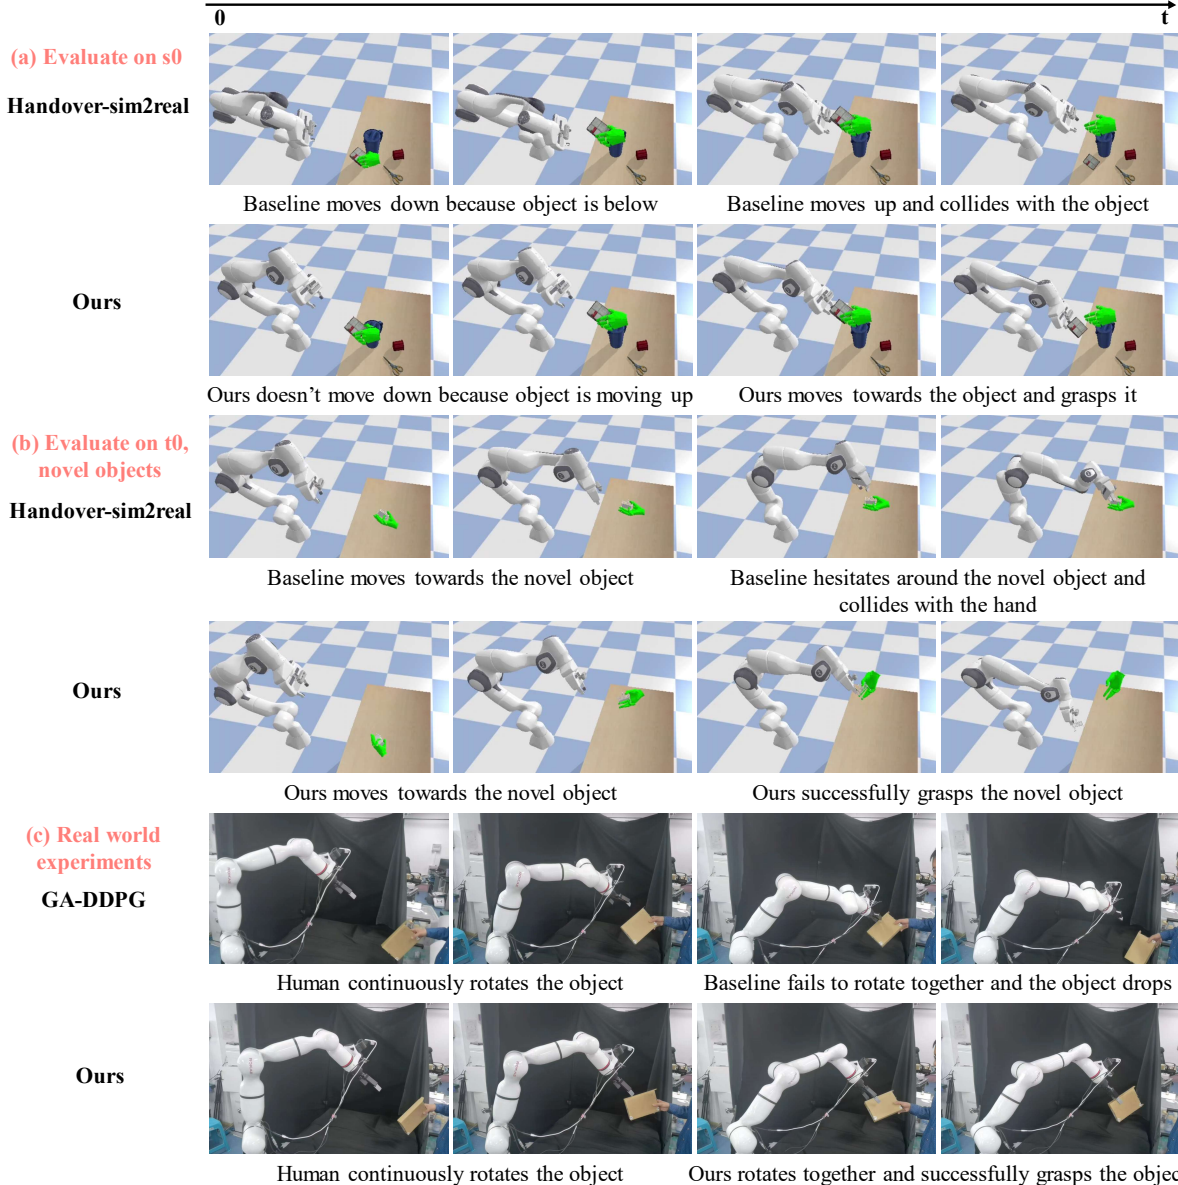 0 t
(a) Evaluate on s0
Handover-sim2real
Baseline moves down because object is below
Baseline moves up and collides with the object
Ours
Ours doesn't move down because object is moving up
Ours moves towards the object and grasps it
(b) Evaluate on t0,
novel objects
Handover-sim2real
Baseline moves towards the novel object
Baseline hesitates around the novel object and
collides with the hand
Ours
Ours moves towards the novel object
Ours successfully grasps the novel object
(c) Real world
experiments
GA-DDPG
Human continuously rotates the object
Baseline fails to rotate together and the object drops
Ours
Human continuously rotates the object
Ours rotates together and successfully grasps the objec